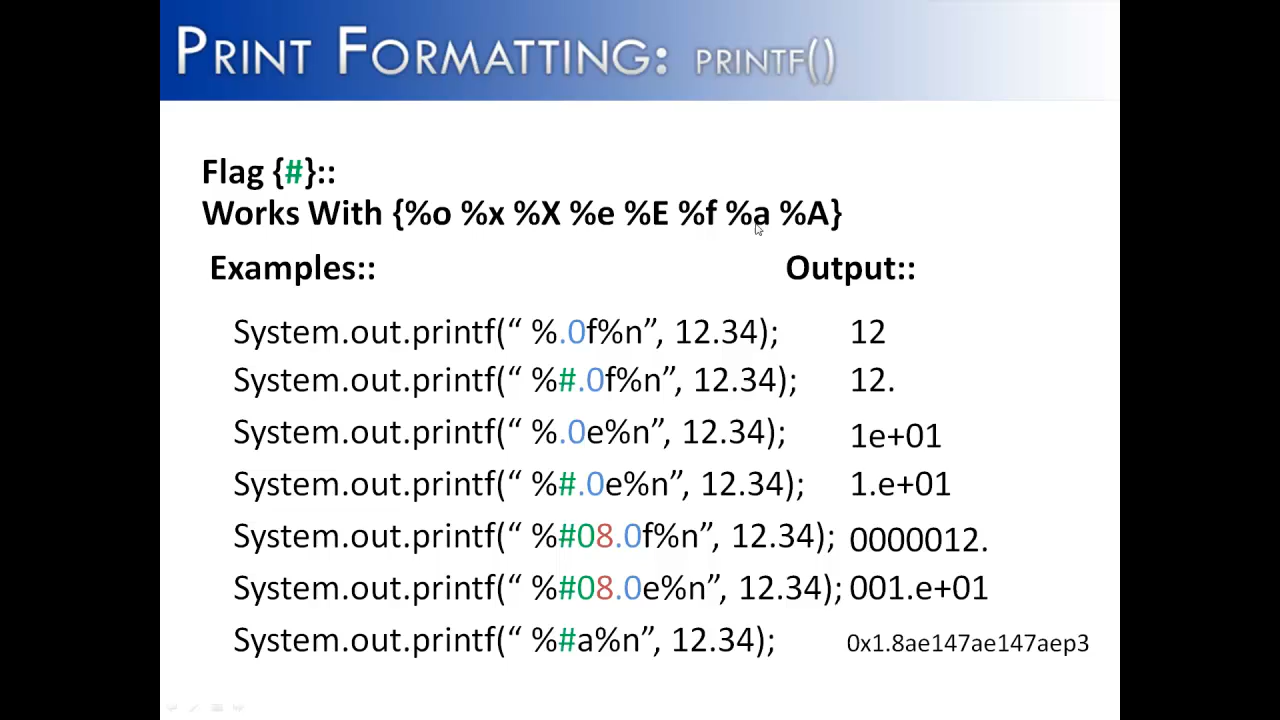 PRINT FORMATTING: PRINTF()
Flag {#}::
Works With {%o %x %X %e %E %f %a %A}
Examples:: Output::
System.out.printf(“ %.0f%n”, 12.34); 12
System.out.printf(“ %#.0f%n”, 12.34); 12.
System.out.printf(“ %.0e%n”, 12.34); 1e+01
System.out.printf(“ %#.0e%n”, 12.34); 1.e+01
System.out.printf(“ %#08.0f%n”, 12.34); 0000012.
System.out.printf(“ %#08.0e%n”, 12.34); 001.e+01
System.out.printf(“ %#a%n”, 12.34); 0x1.8ae147ae147aep3